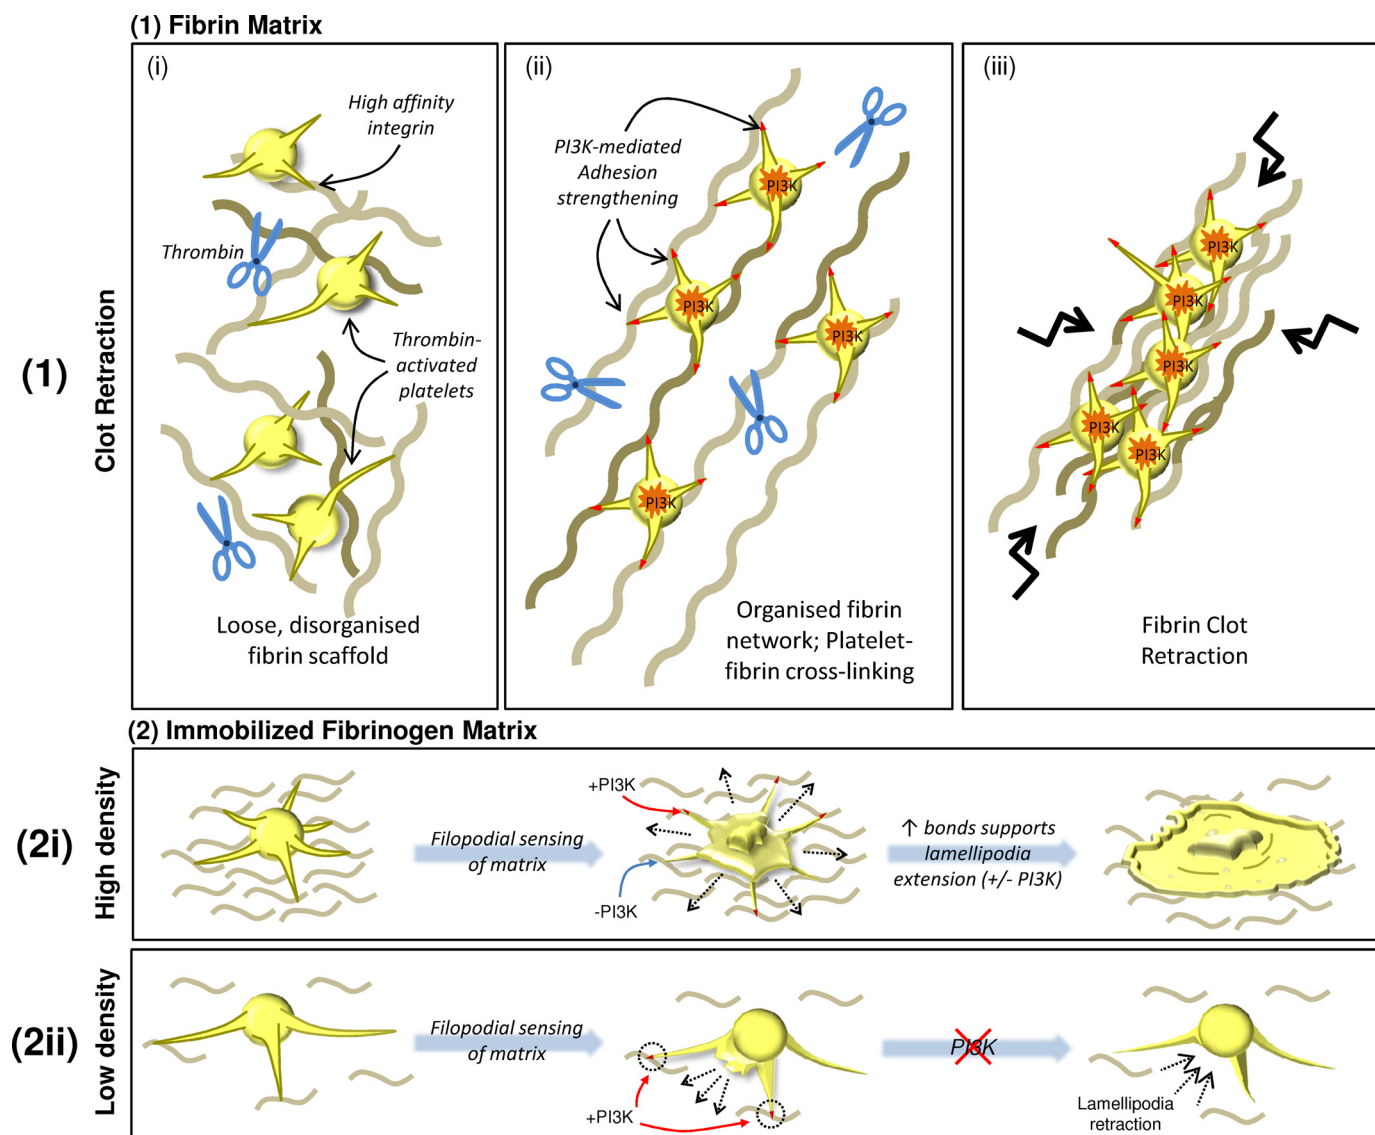 (1) Fibrin Matrix
(i)
High affinity
integrin
Thrombin
Thrombin-
activated
platelets
Loose, disorganised
fibrin scaffold
(ii)
PI3K-mediated
Adhesion
strengthening
PI3K
PI3K
PI3K
PI3K
Organised fibrin
network; Platelet-
fibrin cross-linking
(iii)
PI3K
PI3K
PI3K
PI3K
PI3K
Fibrin Clot
Retraction
(1)
Clot Retraction
(2) Immobilized Fibrinogen Matrix
(2i)
High density
Filopodial sensing
of matrix
+PI3K
-PI3K
↑ bonds supports
lamellipodia
extension (+/- PI3K)
(2ii)
Low density
Filopodial sensing
of matrix
+PI3K
PI3K
Lamellipodia
retraction